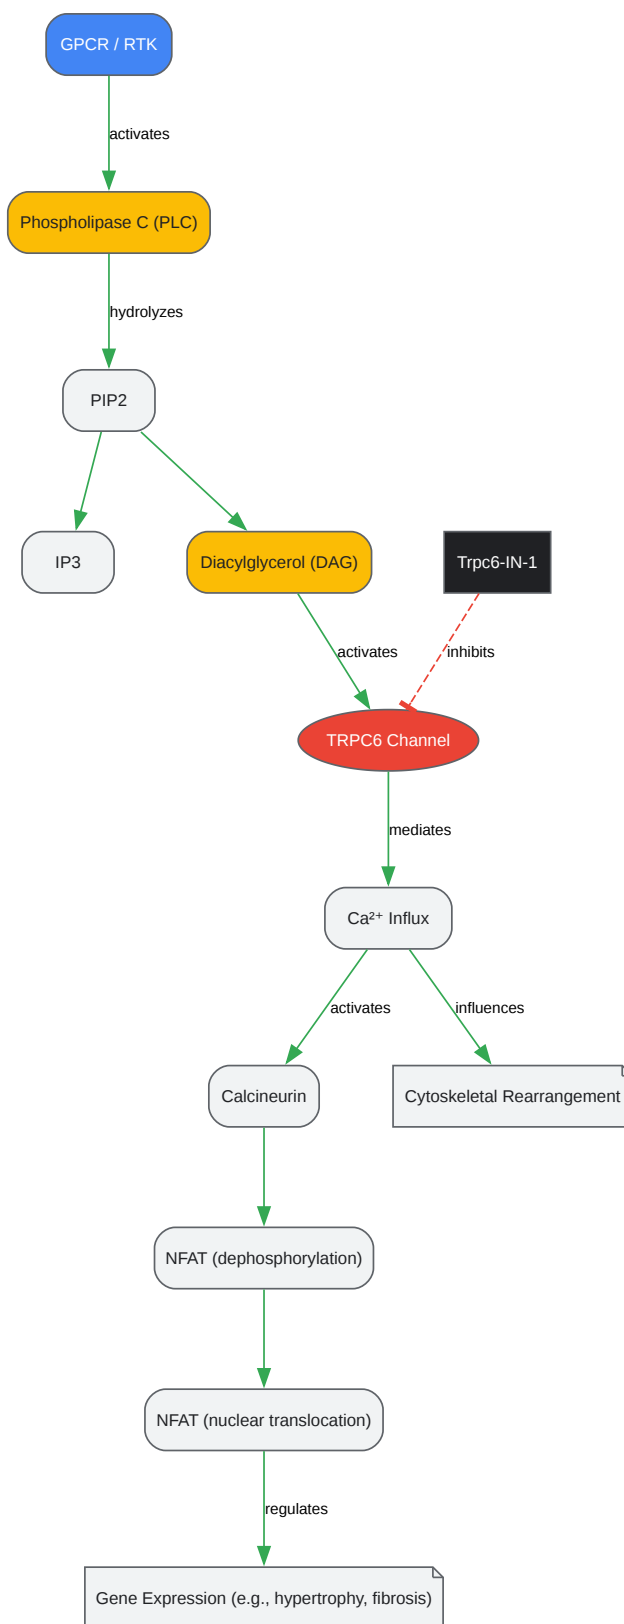 GPCR / RTK
activates
Phospholipase C (PLC)
hydrolyzes
PIP2
IP3
Diacylglycerol (DAG)
Trpc6-IN-1
activates
inhibits
TRPC6 Channel
mediates
Ca²⁺ Influx
activates
influences
Calcineurin
Cytoskeletal Rearrangement
NFAT (dephosphorylation)
NFAT (nuclear translocation)
regulates
Gene Expression (e.g., hypertrophy, fibrosis)